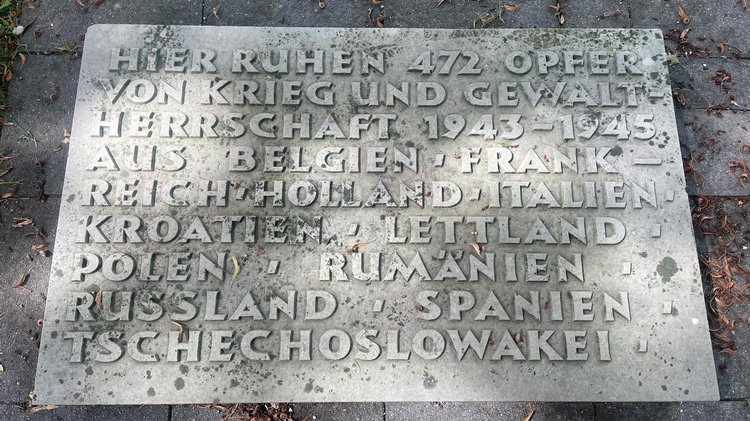 HIER RUHEN 472 OPFER
VON KRIEG UND GEWALT-
HERRSCHAFT 1943-1945
AUS BELGIEN · FRANK-
REICH · HOLLAND · ITALIEN ·
KROATIEN · LETTLAND ·
POLEN · RUMÄNIEN ·
RUSSLAND · SPANIEN ·
TSCHECHOSLOWAKEI ·